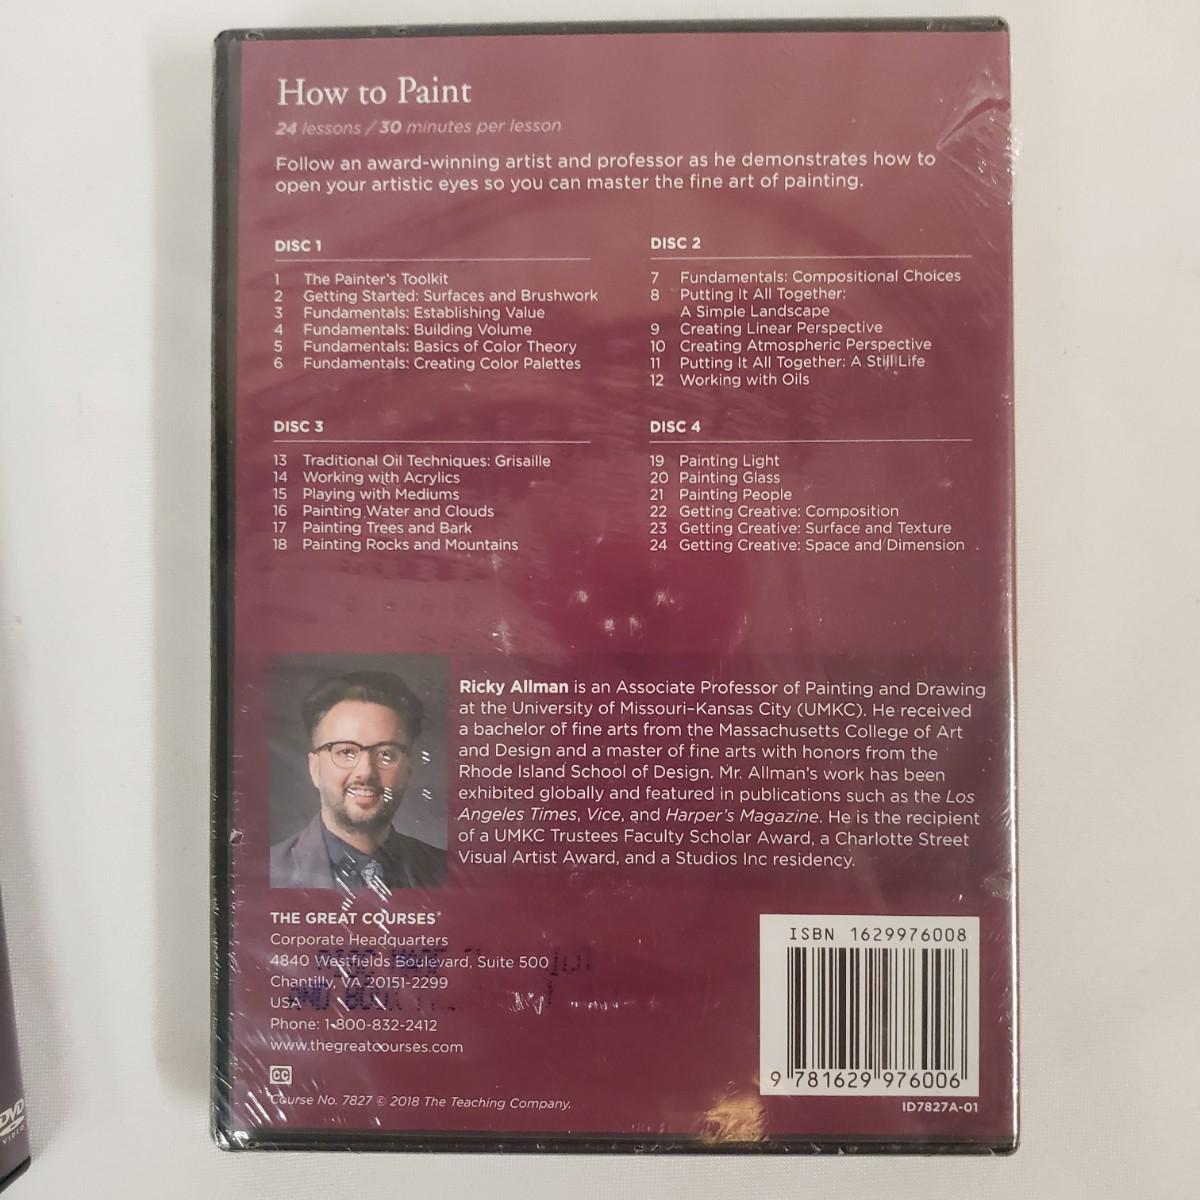 How to Paint
24 lessons / 30 minutes per lesson
Follow an award-winning artist and professor as he demonstrates how to
open your artistic eyes so you can master the fine art of painting.
DISC 1
1 The Painter's Toolkit
2 Getting Started: Surfaces and Brushwork
3 Fundamentals: Establishing Value
4 Fundamentals: Building Volume
5 Fundamentals: Basics of Color Theory
6 Fundamentals: Creating Color Palettes
DISC 2
7 Fundamentals: Compositional Choices
8 Putting It All Together:
A Simple Landscape
9 Creating Linear Perspective
10 Creating Atmospheric Perspective
11 Putting It All Together: A Still Life
12 Working with Oils
DISC 3
13 Traditional Oil Techniques: Grisaille
14 Working with Acrylics
15 Playing with Mediums
16 Painting Water and Clouds
17 Painting Trees and Bark
18 Painting Rocks and Mountains
DISC 4
19 Painting Light
20 Painting Glass
21 Painting People
22 Getting Creative: Composition
23 Getting Creative: Surface and Texture
24 Getting Creative: Space and Dimension
Ricky Allman is an Associate Professor of Painting and Drawing
at the University of Missouri–Kansas City (UMKC). He received
a bachelor of fine arts from the Massachusetts College of Art
and Design and a master of fine arts with honors from the
Rhode Island School of Design. Mr. Allman's work has been
exhibited globally and featured in publications such as the Los
Angeles Times, Vice, and Harper's Magazine. He is the recipient
of a UMKC Trustees Faculty Scholar Award, a Charlotte Street
Visual Artist Award, and a Studios Inc residency.
THE GREAT COURSES®
Corporate Headquarters
4840 Westfields Boulevard, Suite 500
Chantilly, VA 20151-2299
USA
Phone: 1-800-832-2412
www.thegreatcourses.com
CC
Course No. 7827 © 2018 The Teaching Company.
ISBN 1629976008
9 781629 976006
ID7827A-01
DVD
VIDEO